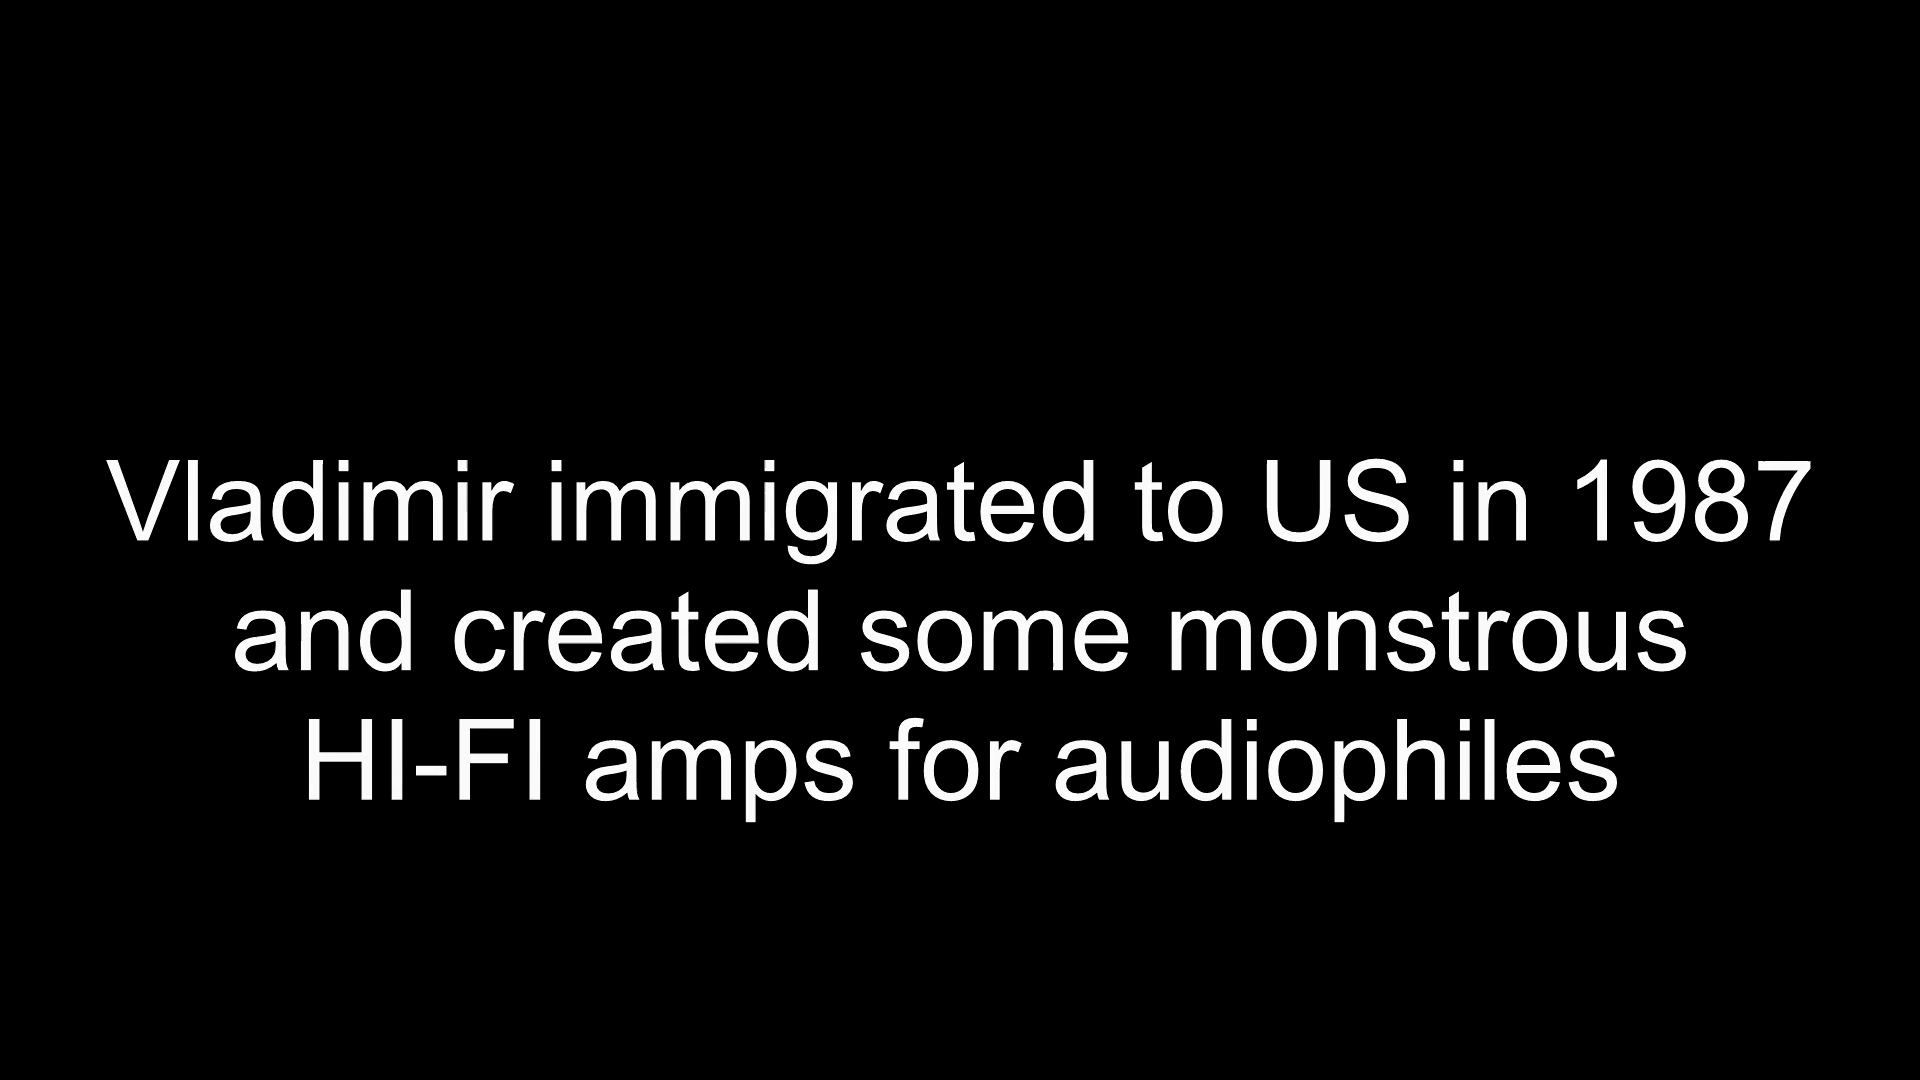 Vladimir immigrated to US in 1987
and created some monstrous
HI-FI amps for audiophiles